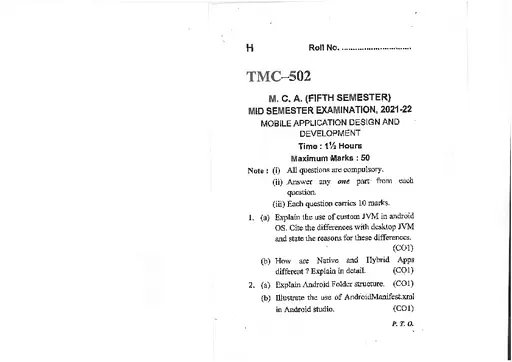 H Roll No. ..............................
TMC–502
M. C. A. (FIFTH SEMESTER)
MID SEMESTER EXAMINATION, 2021-22
MOBILE APPLICATION DESIGN AND
DEVELOPMENT
Time : 1½ Hours
Maximum Marks : 50
Note : (i) All questions are compulsory.
(ii) Answer any one part from each
question.
(iii) Each question carries 10 marks.
1. (a) Explain the use of custom JVM in android
OS. Cite the differences with desktop JVM
and state the reasons for these differences.
(CO1)
(b) How are Native and Hybrid Apps
different ? Explain in detail. (CO1)
2. (a) Explain Android Folder structure. (CO1)
(b) Illustrate the use of AndroidManifest.xml
in Android studio. (CO1)
P. T. O.